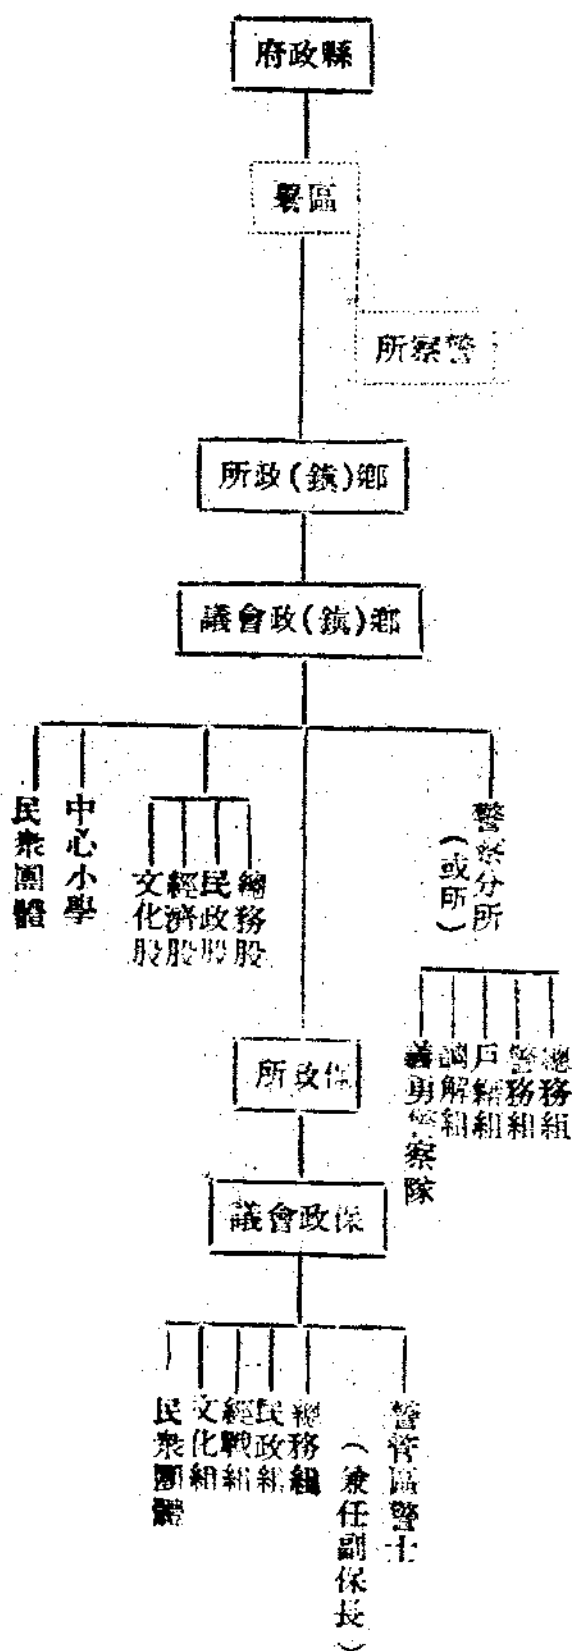 縣政府
區署
警察所
鄉(鎮)政所
鄉(鎮)政會議
警察分所
(或所)
總務股
民政股
經濟股
文化股
中心小學
民衆團體
總務組
警務組
戶籍組
調解組
義勇警察隊
保政所
保政會議
警管區警士
(兼任副保長)
總務組
民政組
經戰組
文化組
民衆團體